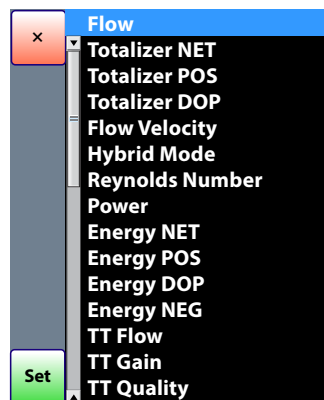 ×
Flow
Totalizer NET
Totalizer POS
Totalizer DOP
Flow Velocity
Hybrid Mode
Reynolds Number
Power
Energy NET
Energy POS
Energy DOP
Energy NEG
TT Flow
TT Gain
Set
TT Quality